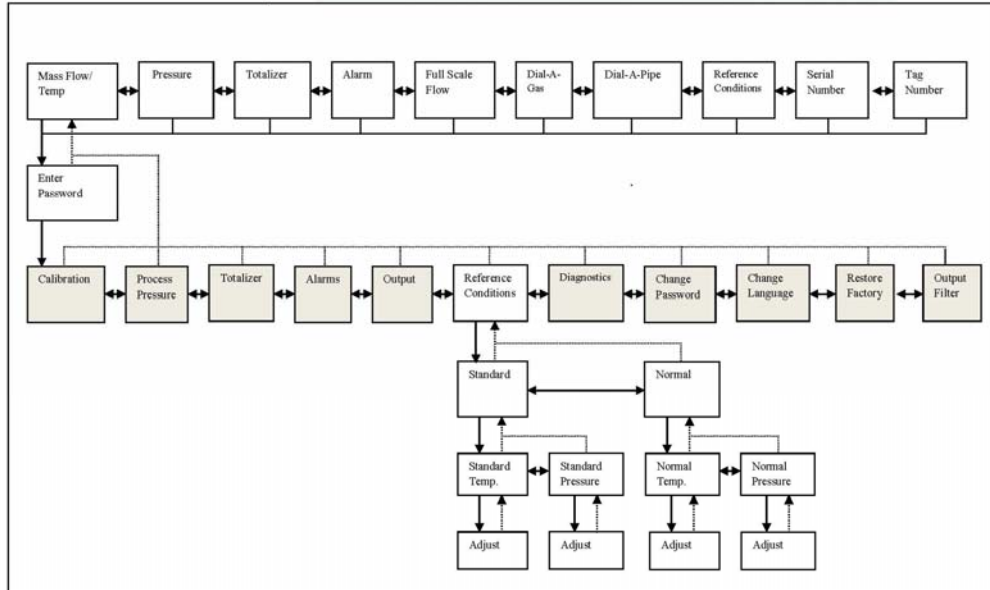 Mass Flow/
Temp
Pressure
Totalizer
Alarm
Full Scale
Flow
Dial-A-
Gas
Dial-A-Pipe
Reference
Conditions
Serial
Number
Tag
Number
Enter
Password
Calibration
Process
Pressure
Totalizer
Alarms
Output
Reference
Conditions
Diagnostics
Change
Password
Change
Language
Restore
Factory
Output
Filter
Standard
Normal
Standard
Temp.
Standard
Pressure
Normal
Temp.
Normal
Pressure
Adjust
Adjust
Adjust
Adjust